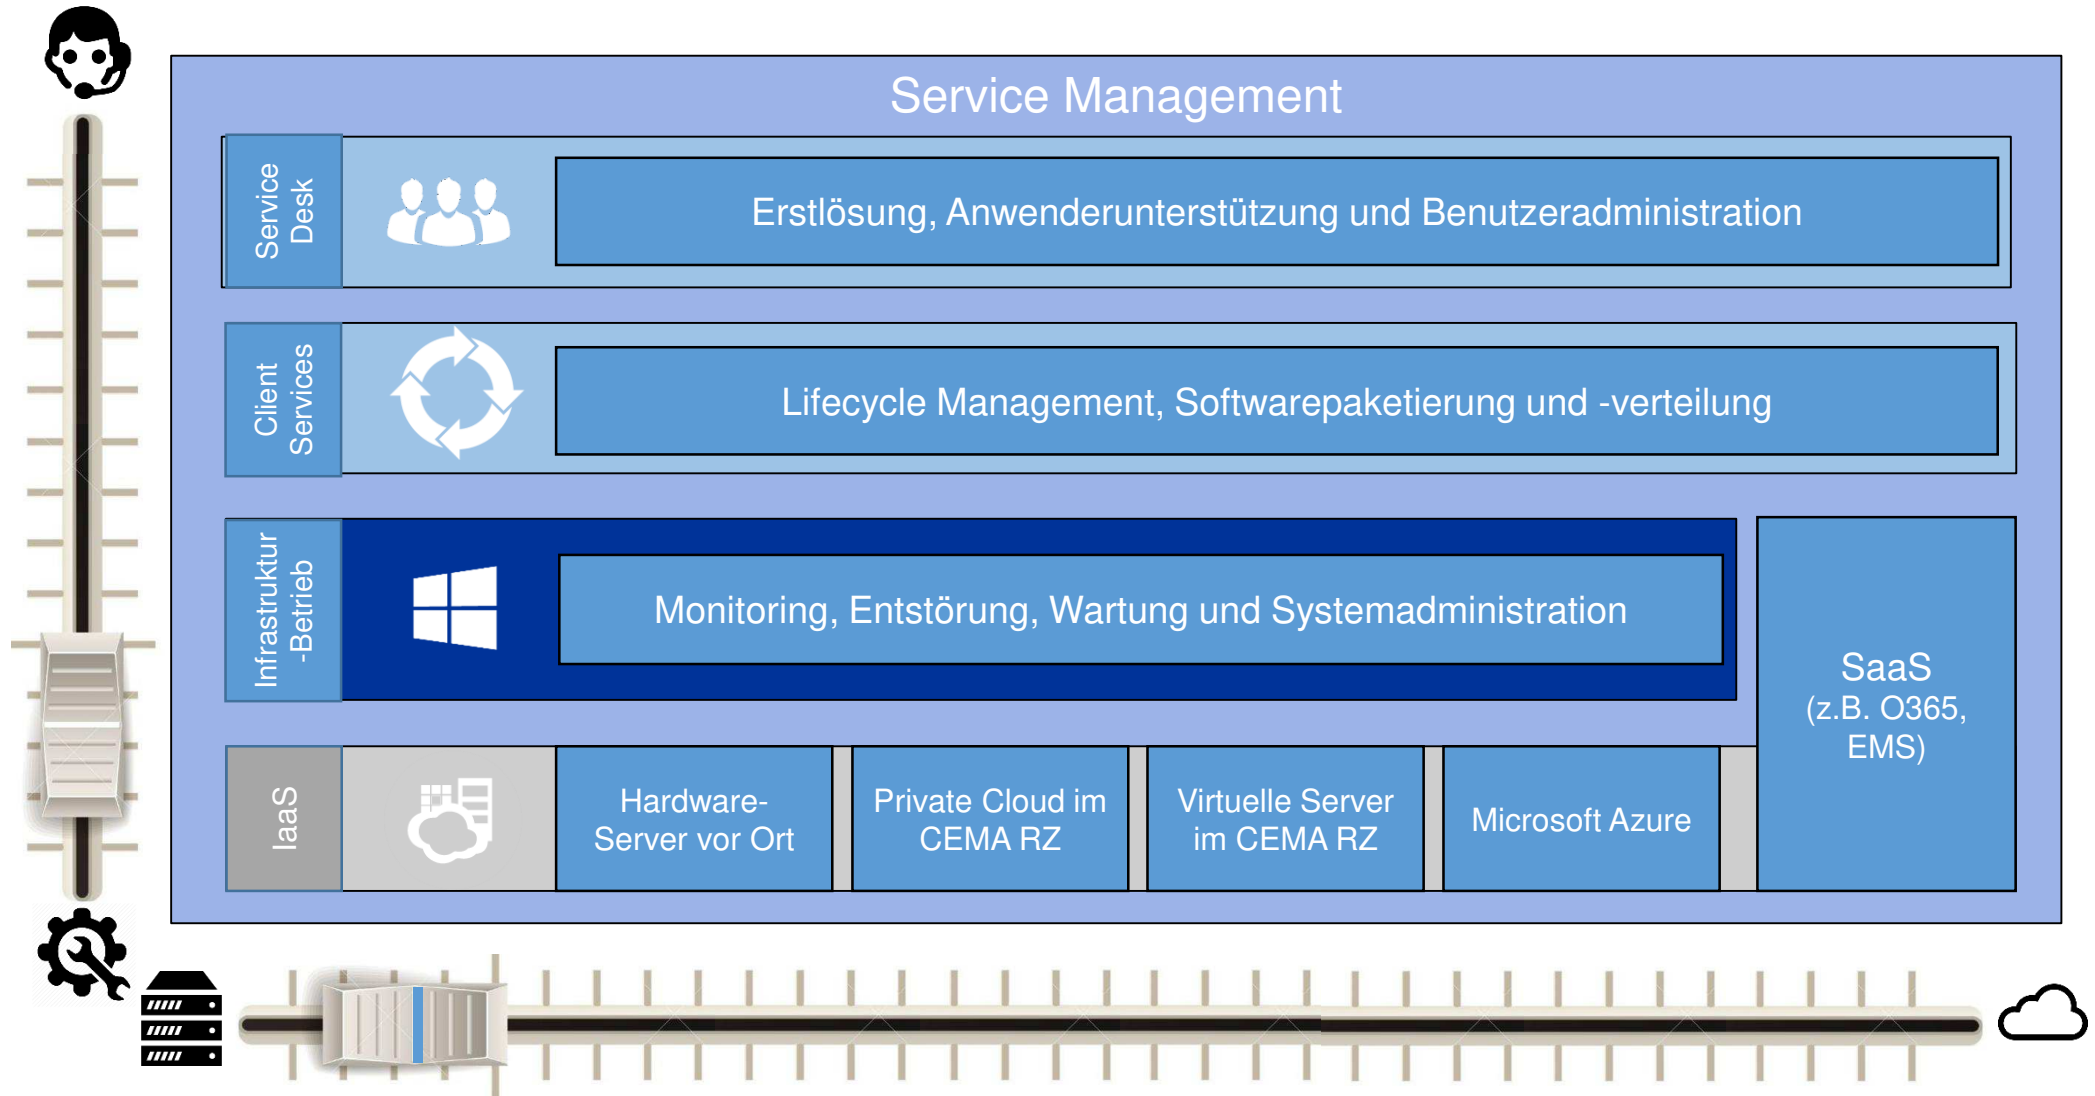 Service Management
Service
Desk
Erstlösung, Anwenderunterstützung und Benutzeradministration
Client
Services
Lifecycle Management, Softwarepaketierung und -verteilung
Infrastruktur
-Betrieb
Monitoring, Entstörung, Wartung und Systemadministration
SaaS
(z.B. O365,
EMS)
IaaS
Hardware-
Server vor Ort
Private Cloud im
CEMA RZ
Virtuelle Server
im CEMA RZ
Microsoft Azure